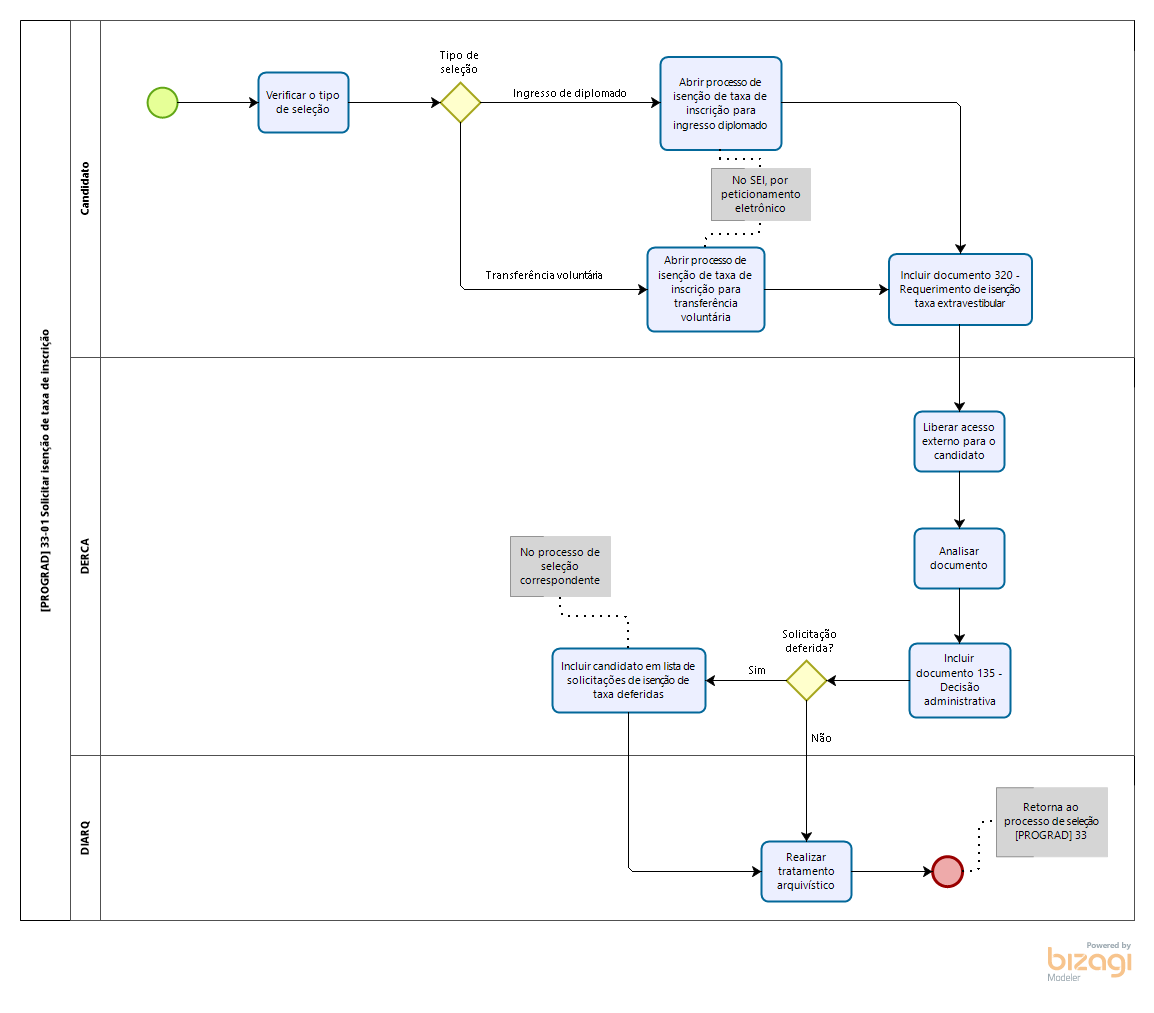 [PROGRAD] 33-01 Solicitar isenção de taxa de inscrição
Candidato
Verificar o tipo
de seleção
Tipo de
seleção
Ingresso de diplomado
Abrir processo de
isenção de taxa de
inscrição para
ingresso diplomado
No SEI, por
peticionamento
eletrônico
Transferência voluntária
Abrir processo de
isenção de taxa de
inscrição para
transferência
voluntária
Incluir documento 320 -
Requerimento de isenção
taxa extravestibular
DERCA
Liberar acesso
externo para o
candidato
Analisar
documento
Incluir
documento 135 -
Decisão
administrativa
Solicitação
deferida?
Sim
Não
No processo de
seleção
correspondente
Incluir candidato em lista de
solicitações de isenção de
taxa deferidas
DIARQ
Realizar
tratamento
arquivístico
Retorna ao
processo de seleção
[PROGRAD] 33
Powered by
bizagi
Modeler